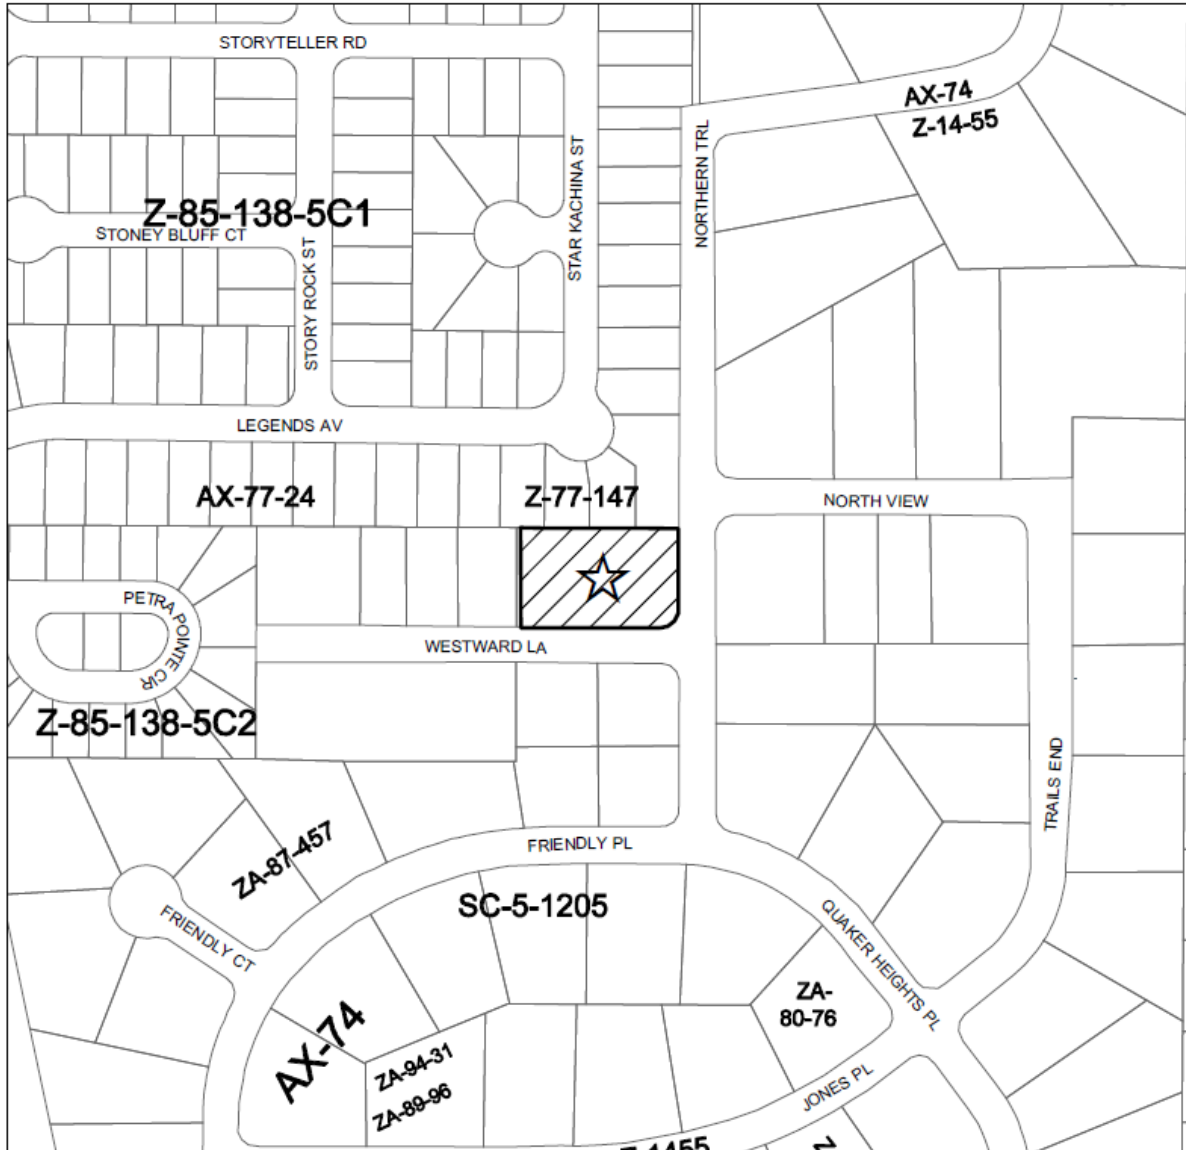 STORYTELLER RD
AX-74
Z-14-55
NORTHERN TRL
STAR KACHINA ST
Z-85-138-5C1
STONEY BLUFF CT
STORY ROCK ST
LEGENDS AV
AX-77-24
Z-77-147
NORTH VIEW
PETRA POINTE CIR
WESTWARD LA
Z-85-138-5C2
TRAILS END
FRIENDLY PL
ZA-87-457
SC-5-1205
QUAKER HEIGHTS PL
FRIENDLY CT
ZA-
80-76
AX-74
ZA-94-31
ZA-89-96
JONES PL